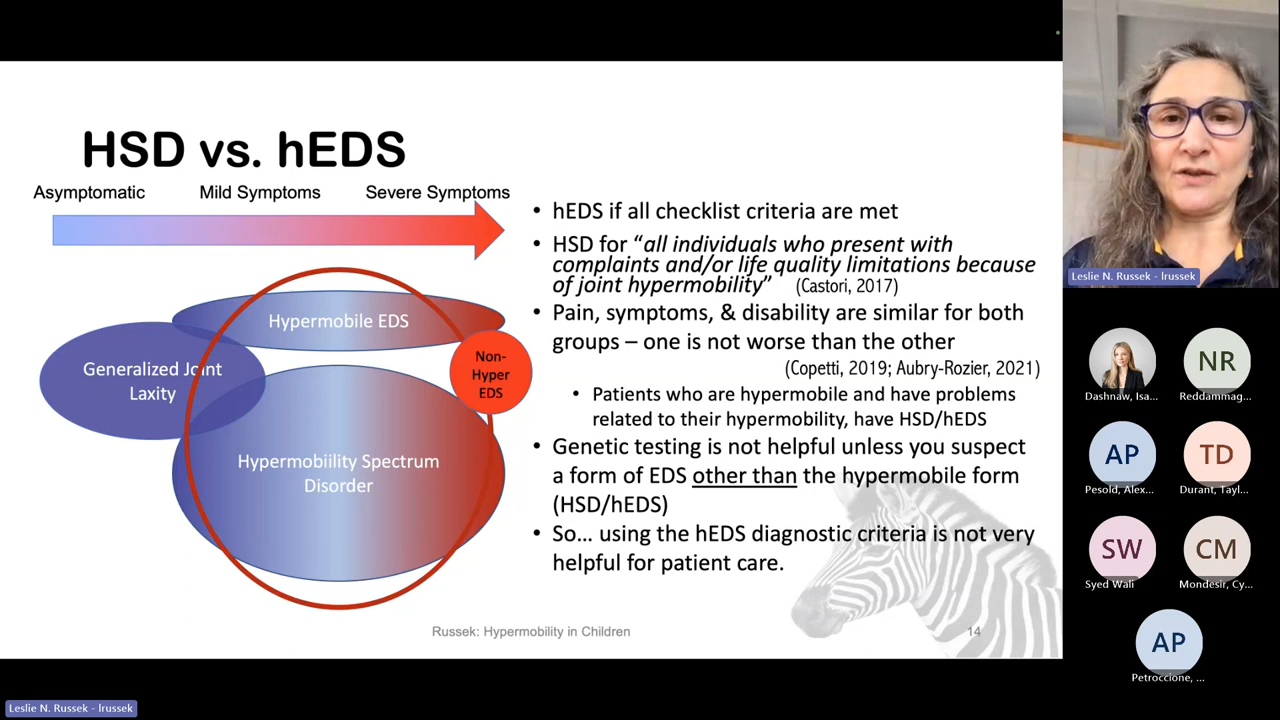 HSD vs. hEDS
Asymptomatic
Mild Symptoms
Severe Symptoms
Hypermobile EDS
Generalized Joint
Laxity
Non-
Hyper
EDS
Hypermobiility Spectrum
Disorder
• hEDS if all checklist criteria are met
• HSD for “all individuals who present with
complaints and/or life quality limitations because
of joint hypermobility” (Castori, 2017)
• Pain, symptoms, & disability are similar for both
groups – one is not worse than the other
(Copetti, 2019; Aubry-Rozier, 2021)
• Patients who are hypermobile and have problems
related to their hypermobility, have HSD/hEDS
• Genetic testing is not helpful unless you suspect
a form of EDS other than the hypermobile form
(HSD/hEDS)
• So... using the hEDS diagnostic criteria is not very
helpful for patient care.
Russek: Hypermobility in Children
14
Leslie N. Russek - lrussek
Dashnaw, Isa...
NR
Reddammag...
AP
Pesold, Alex...
TD
Durant, Tayl...
SW
Syed Wali
CM
Mondesir, Cy...
AP
Petroccione, ...
Leslie N. Russek - lrussek